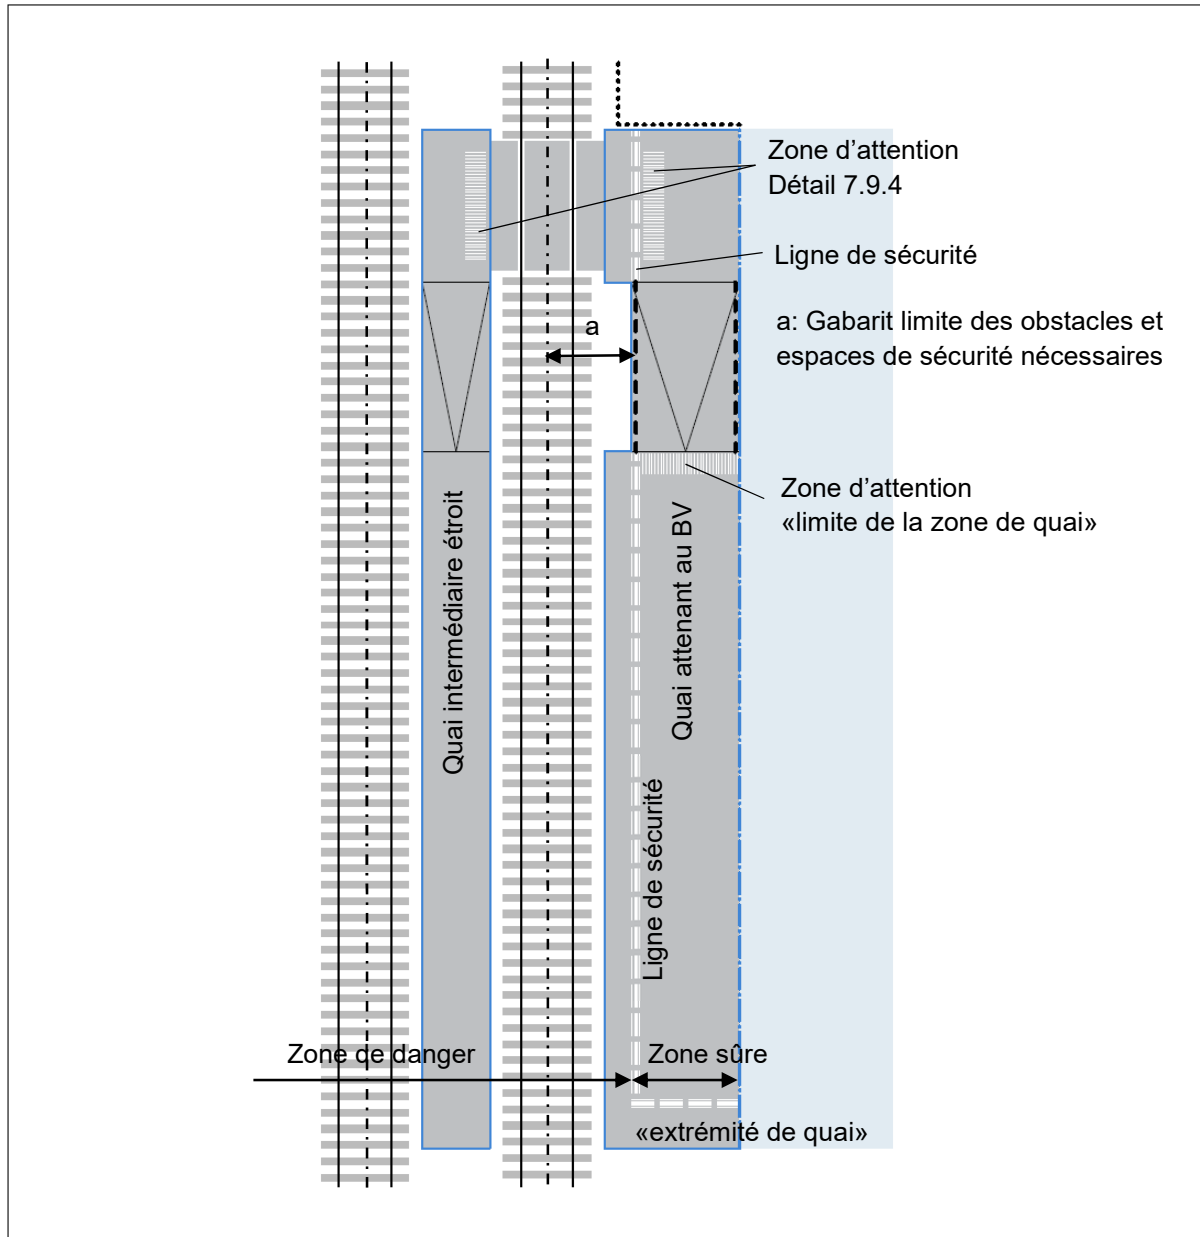 Zone d'attention
Détail 7.9.4
Ligne de sécurité
a
a: Gabarit limite des obstacles et
espaces de sécurité nécessaires
Zone d'attention
«limite de la zone de quai»
Quai intermédiaire étroit
Quai attenant au BV
Ligne de sécurité
Zone de danger
Zone sûre
«extrémité de quai»